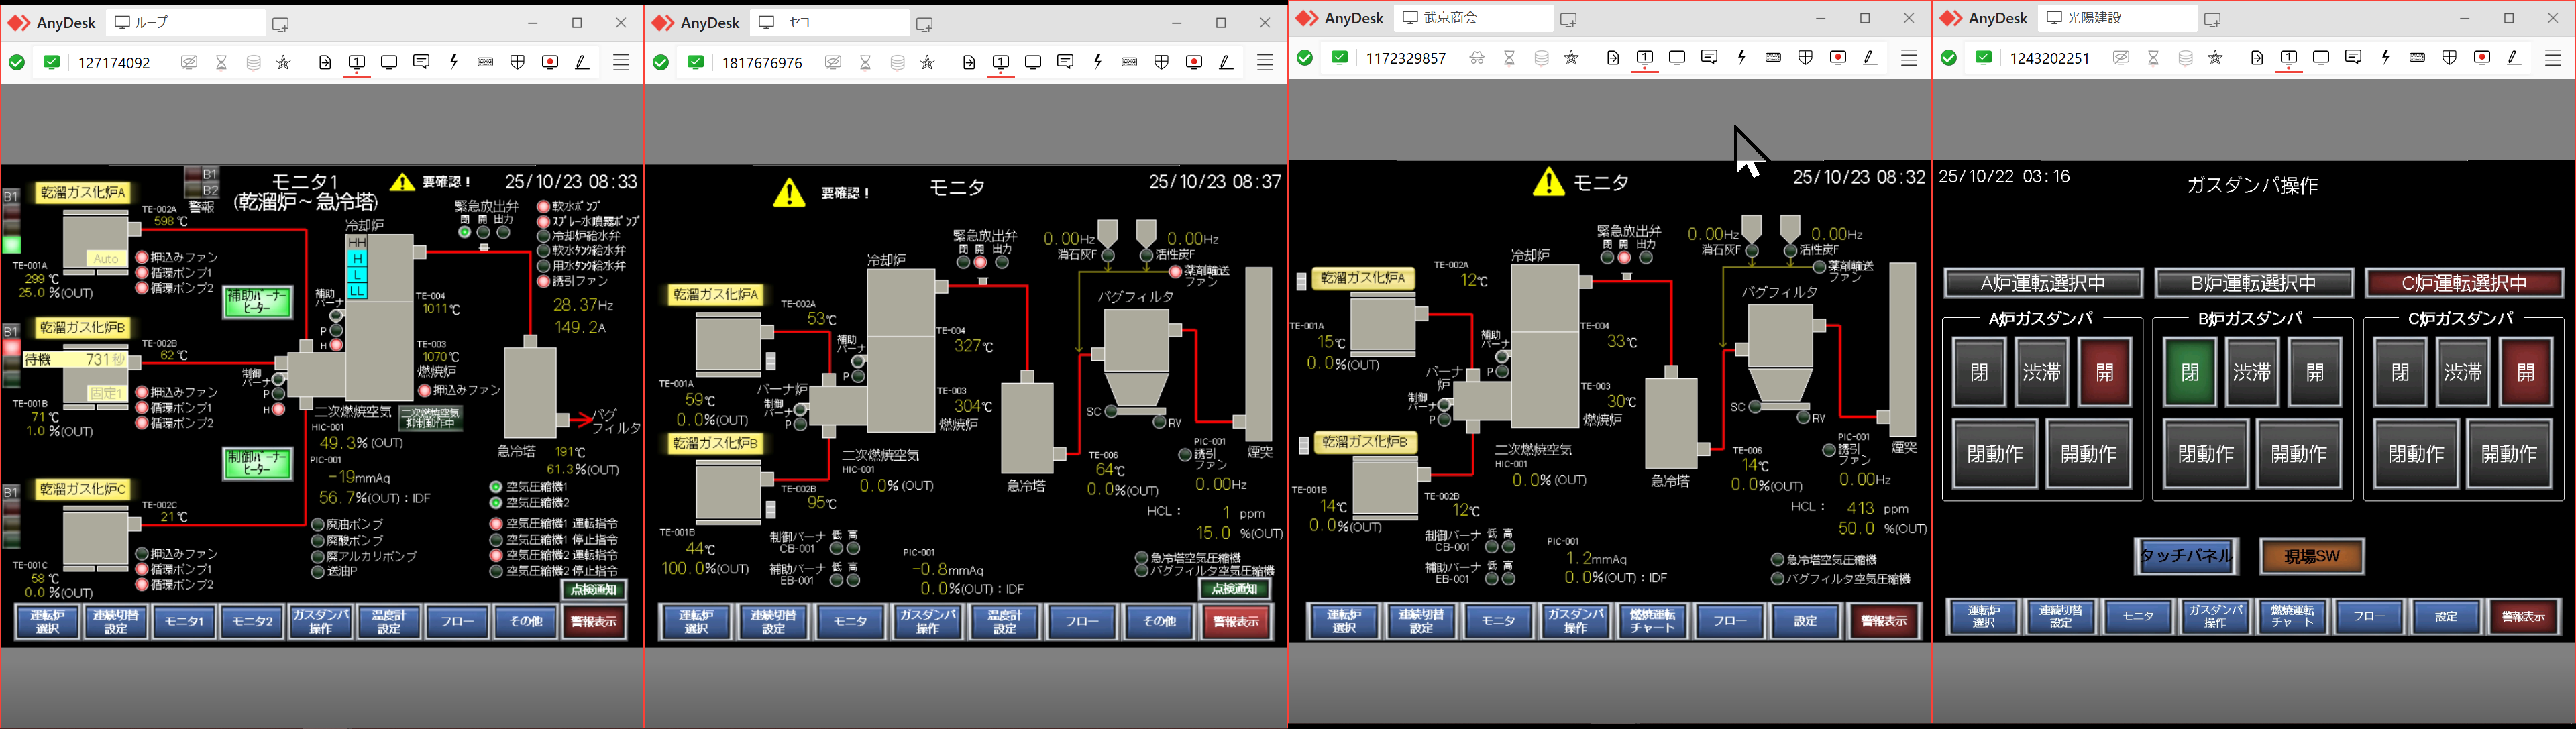 AnyDesk ループ
127174092
乾溜ガス化炉A
B1
B2
警報
モニタ1
(乾溜炉～急冷塔)
要確認！
25/10/23 08:33
B1
TE-002A
598 ℃
Auto
TE-001A
299 ℃
25.0 %(OUT)
押込みファン
循環ポンプ1
循環ポンプ2
補助バーナー
ヒーター
冷却炉
HH
H
L
LL
補助
バーナ
P
H
緊急放出弁
閉 開 出力
軟水ポンプ
スプレー水噴霧ポンプ
冷却炉給水弁
軟水タンク給水弁
用水タンク給水弁
誘引ファン
28.37Hz
149.2A
TE-004
1011℃
TE-003
1070℃
燃焼炉
押込みファン
B1
乾溜ガス化炉B
TE-002B
62 ℃
待機 731 秒
固定1
TE-001B
71 ℃
1.0 %(OUT)
押込みファン
循環ポンプ1
循環ポンプ2
制御
バーナ
P
H
制御バーナー
ヒーター
二次燃焼空気
HIC-001
49.3% (OUT)
二次燃焼空気
抑制動作中
PIC-001
-19mmAq
56.7%(OUT)：IDF
バグ
フィルタ
急冷塔
191℃
61.3%(OUT)
空気圧縮機1
空気圧縮機2
空気圧縮機1 運転指令
空気圧縮機1 停止指令
空気圧縮機2 運転指令
空気圧縮機2 停止指令
B1
乾溜ガス化炉C
TE-002C
21 ℃
TE-001C
58 ℃
0.0 %(OUT)
押込みファン
循環ポンプ1
循環ポンプ2
廃油ポンプ
廃酸ポンプ
廃アルカリポンプ
送油P
点検通知
運転炉
選択
連続切替
設定
モニタ1
モニタ2
ガスダンパ
操作
温度計
設定
フロー
その他
警報表示
AnyDesk ニセコ
1817676976
要確認！
モニタ
25/10/23 08:37
乾溜ガス化炉A
TE-002A
53℃
TE-001A
59℃
0.0%(OUT)
乾溜ガス化炉B
TE-002B
95℃
TE-001B
44℃
100.0%(OUT)
冷却炉
補助
バーナ
P
バーナ炉
制御
バーナ
P
緊急放出弁
閉 開 出力
TE-004
327℃
TE-003
304℃
燃焼炉
二次燃焼空気
HIC-001
0.0% (OUT)
0.00Hz
消石灰F
0.00Hz
活性炭F
薬剤輸送
ファン
バグフィルタ
SC
RV
急冷塔
TE-006
64℃
0.0%(OUT)
PIC-001
誘引
ファン
0.00Hz
煙突
HCL： 1 ppm
15.0 %(OUT)
制御バーナ 低 高
CB-001
補助バーナ 低 高
EB-001
PIC-001
-0.8mmAq
0.0%(OUT)：IDF
急冷塔空気圧縮機
バグフィルタ空気圧縮機
点検通知
運転炉
選択
連続切替
設定
モニタ
ガスダンパ
操作
温度計
設定
フロー
その他
警報表示
AnyDesk 武京商会
1172329857
モニタ
25/10/23 08:32
乾溜ガス化炉A
TE-002A
12℃
TE-001A
15℃
0.0%(OUT)
乾溜ガス化炉B
TE-002B
12℃
TE-001B
14℃
0.0%(OUT)
冷却炉
補助
バーナ
P
バーナ
炉
制御
バーナ
P
緊急放出弁
閉 開 出力
TE-004
33℃
TE-003
30℃
燃焼炉
二次燃焼空気
HIC-001
0.0% (OUT)
0.00Hz
消石灰F
0.00Hz
活性炭F
薬剤輸送
ファン
バグフィルタ
SC
RV
急冷塔
TE-006
14℃
0.0%(OUT)
PIC-001
誘引
ファン
0.00Hz
煙突
HCL： 413 ppm
50.0 %(OUT)
制御バーナ 低 高
CB-001
補助バーナ 低 高
EB-001
PIC-001
1.2mmAq
0.0%(OUT)：IDF
急冷塔空気圧縮機
バグフィルタ空気圧縮機
運転炉
選択
連続切替
設定
モニタ
ガスダンパ
操作
燃焼運転
チャート
フロー
設定
警報表示
AnyDesk 光陽建設
1243202251
25/10/22 03:16
ガスダンパ操作
A炉運転選択中
B炉運転選択中
C炉運転選択中
A炉ガスダンパ
閉 渋滞 開
閉動作 開動作
B炉ガスダンパ
閉 渋滞 開
閉動作 開動作
C炉ガスダンパ
閉 渋滞 開
閉動作 開動作
タッチパネル
現場SW
運転炉
選択
連続切替
設定
モニタ
ガスダンパ
操作
燃焼運転
チャート
フロー
設定
警報表示